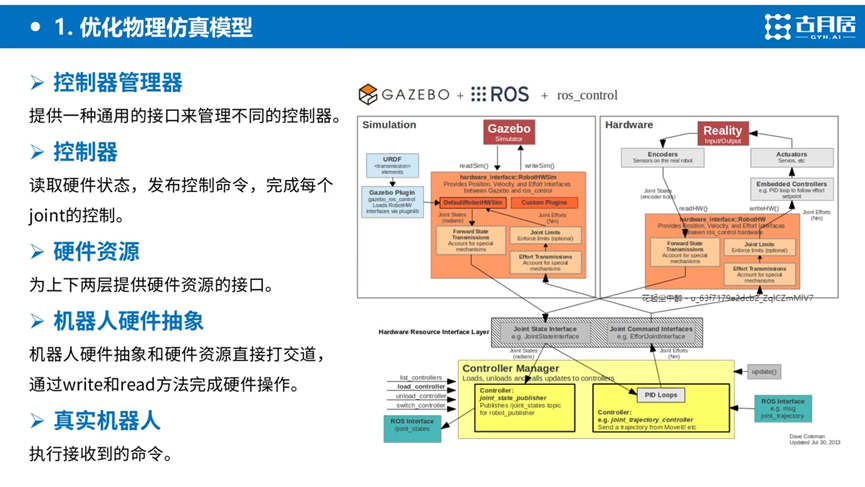 1. 优化物理仿真模型
古月居
GYH.AI
控制器管理器
提供一种通用的接口来管理不同的控制器。
控制器
读取硬件状态，发布控制命令，完成每个
joint的控制。
硬件资源
为上下两层提供硬件资源的接口。
机器人硬件抽象
机器人硬件抽象和硬件资源直接打交道，
通过write和read方法完成硬件操作。
真实机器人
执行接收到的命令。
GAZEBO + ROS + ros_control
Simulation
Gazebo
Simulator
URDF
<transmission>
elements
readSim()
writeSim()
Gazebo Plugin
gazebo_ros_control
Loads RobotHW
interfaces via pluginlib
hardware_interface::RobotHWSim
Provides Position, Velocity, and Effort Interfaces
between Gazebo and ros_control
DefaultRobotHWSim
Custom Plugins
Joint States
(radians)
Joint Efforts
(Nm)
Forward State
Transmissions
Account for special
mechanisms
Joint Limits
Enforce limits (optional)
Effort Transmissions
Account for special
mechanisms
Hardware
Reality
Input/Output
Encoders
Sensors on the real robot
Actuators
Servos, etc
Embedded Controllers
e.g. PID loop to follow effort
setpoint
Joint States
(encoder ticks)
readHW()
writeHW()
Joint Efforts
(Nm)
hardware_interface::RobotHW
Provides Position, Velocity, and Effort Interfaces
between ros_control hardware
Forward State
Transmissions
Account for special
mechanisms
Joint Limits
Enforce limits (optional)
Effort Transmissions
Account for special
mechanisms
花起尘中醉 - u_63f7179e2dcb2_ZqlCZmMlV7
Hardware Resource Interface Layer
Joint State Interface
e.g. JointStateInterface
Joint Command Interfaces
e.g. EffortJointInterface
Joint States
(radians)
Joint Efforts
(Nm)
Controller Manager
Loads, unloads and calls updates to controllers
list_controllers
load_controller
unload_controller
switch_controller
update()
Controller:
joint_state_publisher
Publishes /joint_states topic
for robot_publisher
PID Loops
Controller:
e.g. joint_trajectory_controller
Send a trajectory from MoveIt! etc
ROS Interface
/joint_states
ROS Interface
e.g. msg
joint_trajectory
Dave Coleman
Updated Jul 30, 2013